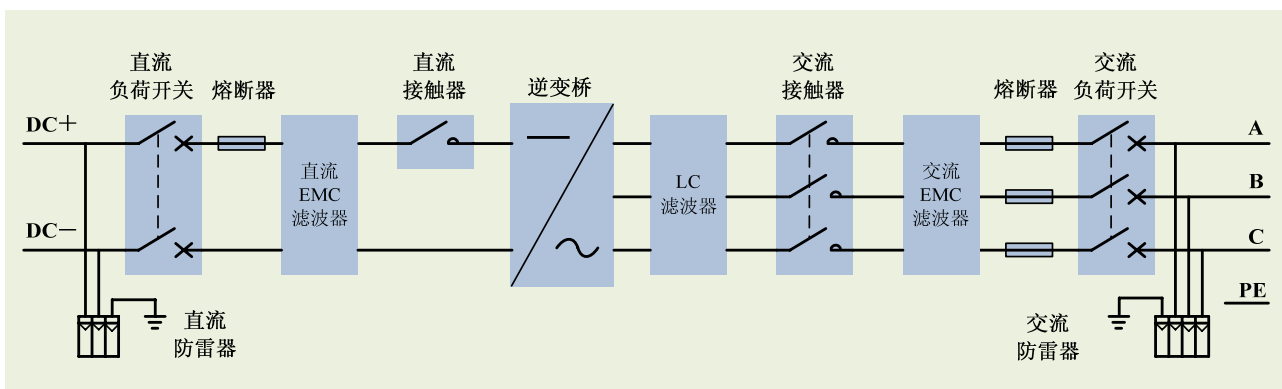 直流
负荷开关
熔断器
直流
接触器
逆变桥
交流
接触器
熔断器
交流
负荷开关
DC+
DC−
直流
EMC
滤波器
LC
滤波器
交流
EMC
滤波器
A
B
C
PE
直流
防雷器
交流
防雷器